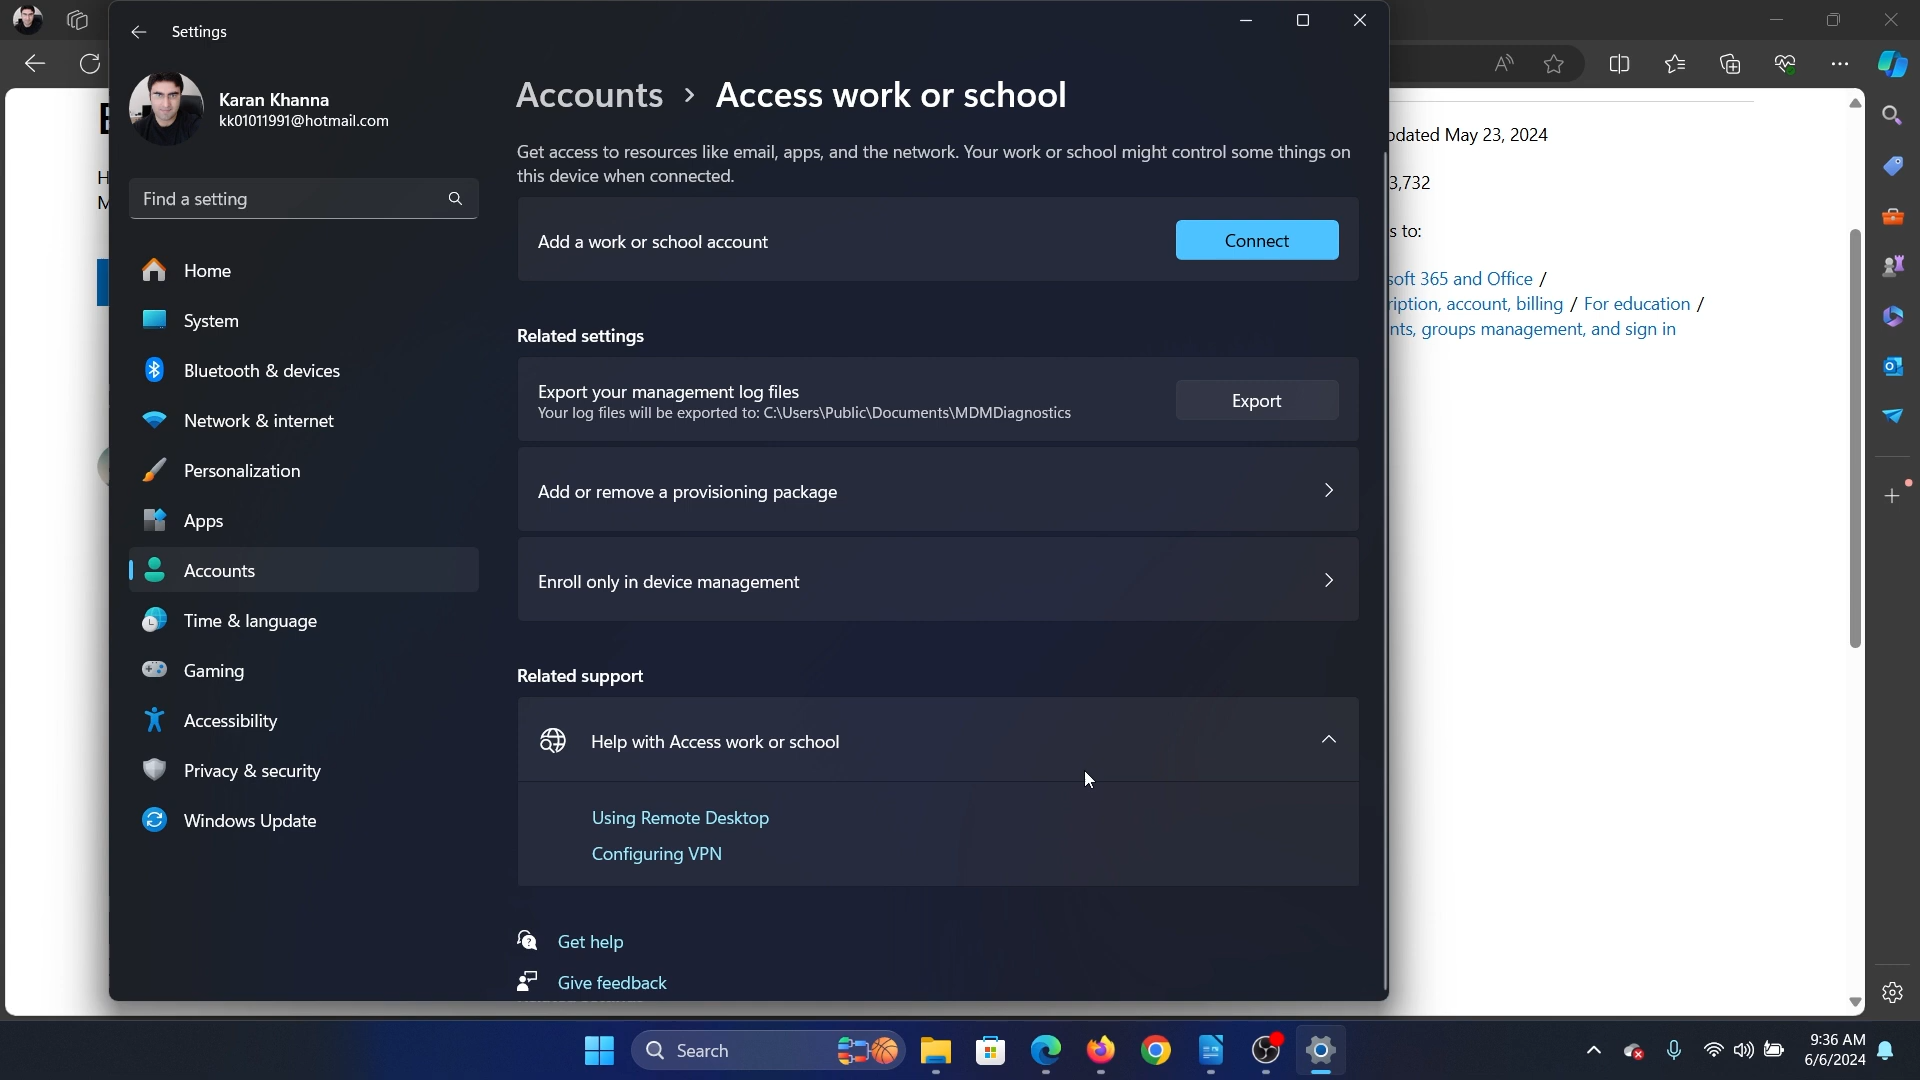 Settings
Karan Khanna
kk01011991@hotmail.com
Find a setting
Home
System
Bluetooth & devices
Network & internet
Personalization
Apps
Accounts
Time & language
Gaming
Accessibility
Privacy & security
Windows Update
Accounts > Access work or school
Get access to resources like email, apps, and the network. Your work or school might control some things on
this device when connected.
Add a work or school account
Connect
Related settings
Export your management log files
Your log files will be exported to: C:\Users\Public\Documents\MDMDiagnostics
Export
Add or remove a provisioning package
Enroll only in device management
Related support
Help with Access work or school
Using Remote Desktop
Configuring VPN
Get help
Give feedback
May 23, 2024
3,732
s to:
365 and Office /
account, billing / For education /
groups management, and sign in
Search
9:36 AM
6/6/2024